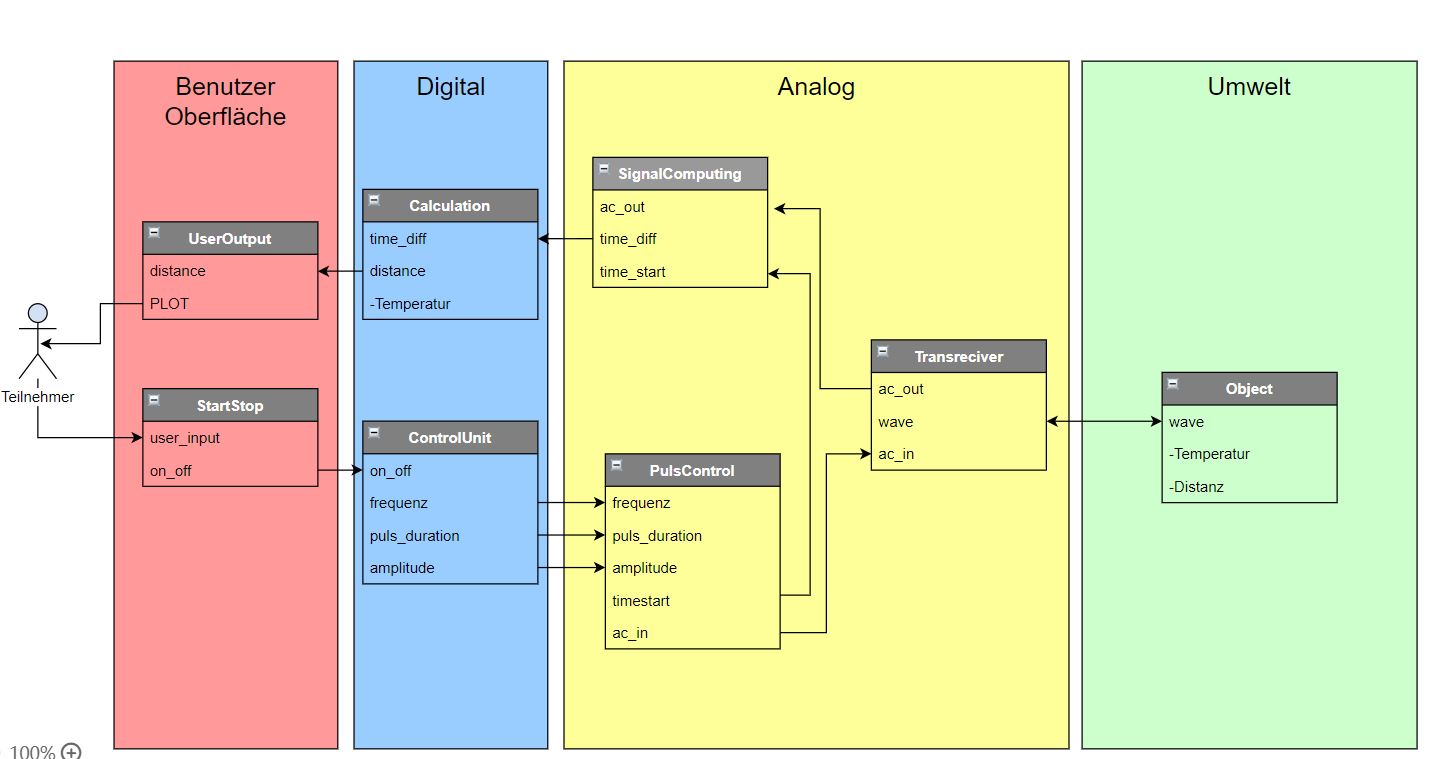 Benutzer
Oberfläche
Digital
Analog
Umwelt
UserOutput
distance
PLOT
Teilnehmer
StartStop
user_input
on_off
Calculation
time_diff
distance
-Temperatur
ControlUnit
on_off
frequenz
puls_duration
amplitude
SignalComputing
ac_out
time_diff
time_start
PulsControl
frequenz
puls_duration
amplitude
timestart
ac_in
Transreciver
ac_out
wave
ac_in
Object
wave
-Temperatur
-Distanz
100%